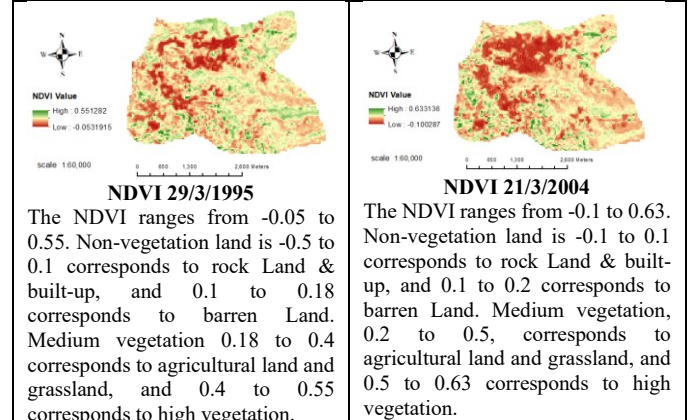 N
W E
S
NDVI Value
High : 0.551282
Low : -0.0531915
scale 1:60,000
0 650 1,300 2,600 Meters
NDVI 29/3/1995
The NDVI ranges from -0.05 to
0.55. Non-vegetation land is -0.5 to
0.1 corresponds to rock Land &
built-up, and 0.1 to 0.18
corresponds to barren Land.
Medium vegetation 0.18 to 0.4
corresponds to agricultural land and
grassland, and 0.4 to 0.55
corresponds to high vegetation.
N
W E
S
NDVI Value
High : 0.633136
Low : -0.100287
scale 1:60,000
0 650 1,300 2,600 Meters
NDVI 21/3/2004
The NDVI ranges from -0.1 to 0.63.
Non-vegetation land is -0.1 to 0.1
corresponds to rock Land & built-
up, and 0.1 to 0.2 corresponds to
barren Land. Medium vegetation,
0.2 to 0.5, corresponds to
agricultural land and grassland, and
0.5 to 0.63 corresponds to high
vegetation.